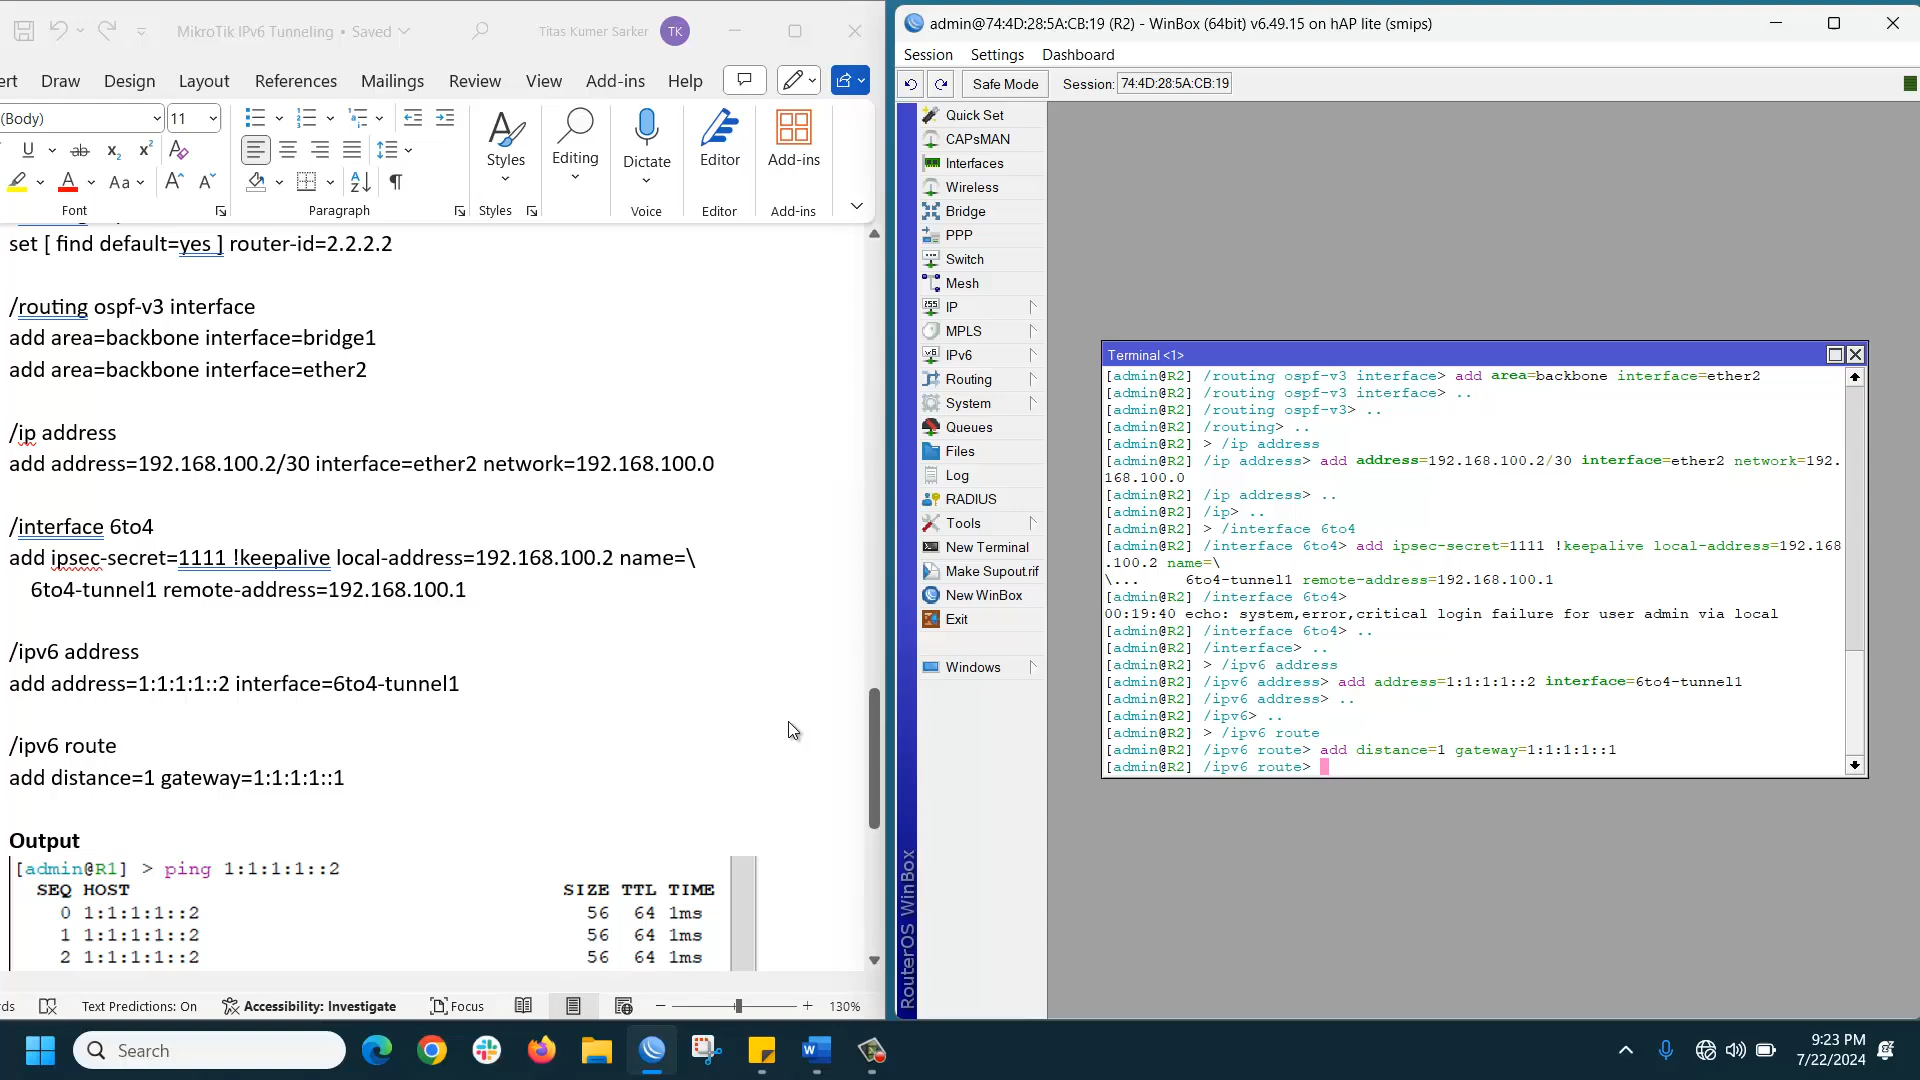 MikroTik IPv6 Tunneling • Saved
Titas Kumar Sarker
TK
ert Draw Design Layout References Mailings Review View Add-ins Help
(Body) 11
Styles
Editing
Dictate
Editor
Add-ins
Font
Paragraph
Styles
Voice
Editor
Add-ins
set [ find default=yes ] router-id=2.2.2.2
/routing ospf-v3 interface
add area=backbone interface=bridge1
add area=backbone interface=ether2
/ip address
add address=192.168.100.2/30 interface=ether2 network=192.168.100.0
/interface 6to4
add ipsec-secret=1111 !keepalive local-address=192.168.100.2 name=\
6to4-tunnel1 remote-address=192.168.100.1
/ipv6 address
add address=1:1:1:1::2 interface=6to4-tunnel1
/ipv6 route
add distance=1 gateway=1:1:1:1::1
Output
[admin@R1] > ping 1:1:1:1::2
SEQ HOST SIZE TTL TIME
0 1:1:1:1::2 56 64 1ms
1 1:1:1:1::2 56 64 1ms
2 1:1:1:1::2 56 64 1ms
ds Text Predictions: On Accessibility: Investigate Focus 130%
admin@74:4D:28:5A:CB:19 (R2) - WinBox (64bit) v6.49.15 on hAP lite (smips)
Session Settings Dashboard
Safe Mode Session: 74:4D:28:5A:CB:19
Quick Set
CAPsMAN
Interfaces
Wireless
Bridge
PPP
Switch
Mesh
IP
MPLS
IPv6
Routing
System
Queues
Files
Log
RADIUS
Tools
New Terminal
Make Supout.rif
New WinBox
Exit
Windows
RouterOS WinBox
Terminal <1>
[admin@R2] /routing ospf-v3 interface> add area=backbone interface=ether2
[admin@R2] /routing ospf-v3 interface> ..
[admin@R2] /routing ospf-v3> ..
[admin@R2] /routing> ..
[admin@R2] > /ip address
[admin@R2] /ip address> add address=192.168.100.2/30 interface=ether2 network=192.
168.100.0
[admin@R2] /ip address> ..
[admin@R2] /ip> ..
[admin@R2] > /interface 6to4
[admin@R2] /interface 6to4> add ipsec-secret=1111 !keepalive local-address=192.168
.100.2 name=\
\... 6to4-tunnel1 remote-address=192.168.100.1
[admin@R2] /interface 6to4>
00:19:40 echo: system,error,critical login failure for user admin via local
[admin@R2] /interface 6to4> ..
[admin@R2] /interface> ..
[admin@R2] > /ipv6 address
[admin@R2] /ipv6 address> add address=1:1:1:1::2 interface=6to4-tunnel1
[admin@R2] /ipv6 address> ..
[admin@R2] /ipv6> ..
[admin@R2] > /ipv6 route
[admin@R2] /ipv6 route> add distance=1 gateway=1:1:1:1::1
[admin@R2] /ipv6 route>
Search
9:23 PM
7/22/2024